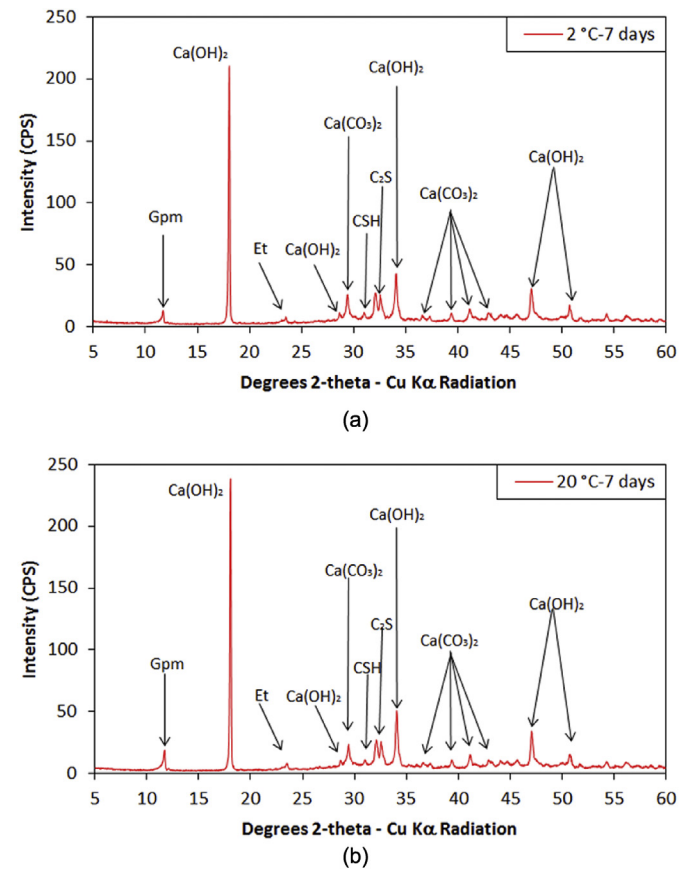 250
200
150
100
50
0
Intensity (CPS)
2 °C-7 days
Ca(OH)₂
Ca(OH)₂
Ca(CO₃)₂
C₂S
Ca(OH)₂
Ca(CO₃)₂
Gpm
CSH
Et
Ca(OH)₂
5 10 15 20 25 30 35 40 45 50 55 60
Degrees 2-theta - Cu Kα Radiation
(a)
250
200
150
100
50
0
Intensity (CPS)
20 °C-7 days
Ca(OH)₂
Ca(OH)₂
Ca(CO₃)₂
C₂S
Ca(OH)₂
Ca(CO₃)₂
Gpm
CSH
Et
Ca(OH)₂
5 10 15 20 25 30 35 40 45 50 55 60
Degrees 2-theta - Cu Kα Radiation
(b)